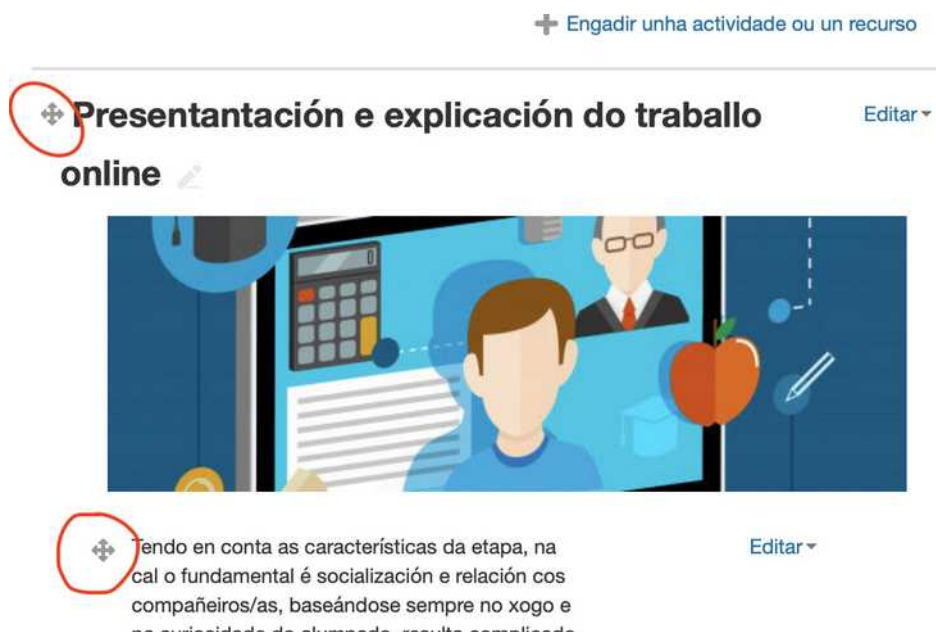 Engadir unha actividade ou un recurso
Presentantación e explicación do traballo
Editar
online
0
Tendo en conta as características da etapa, na
Editar
cal o fundamental é socialización e relación cos
compañeiros/as, baseándose sempre no xogo e